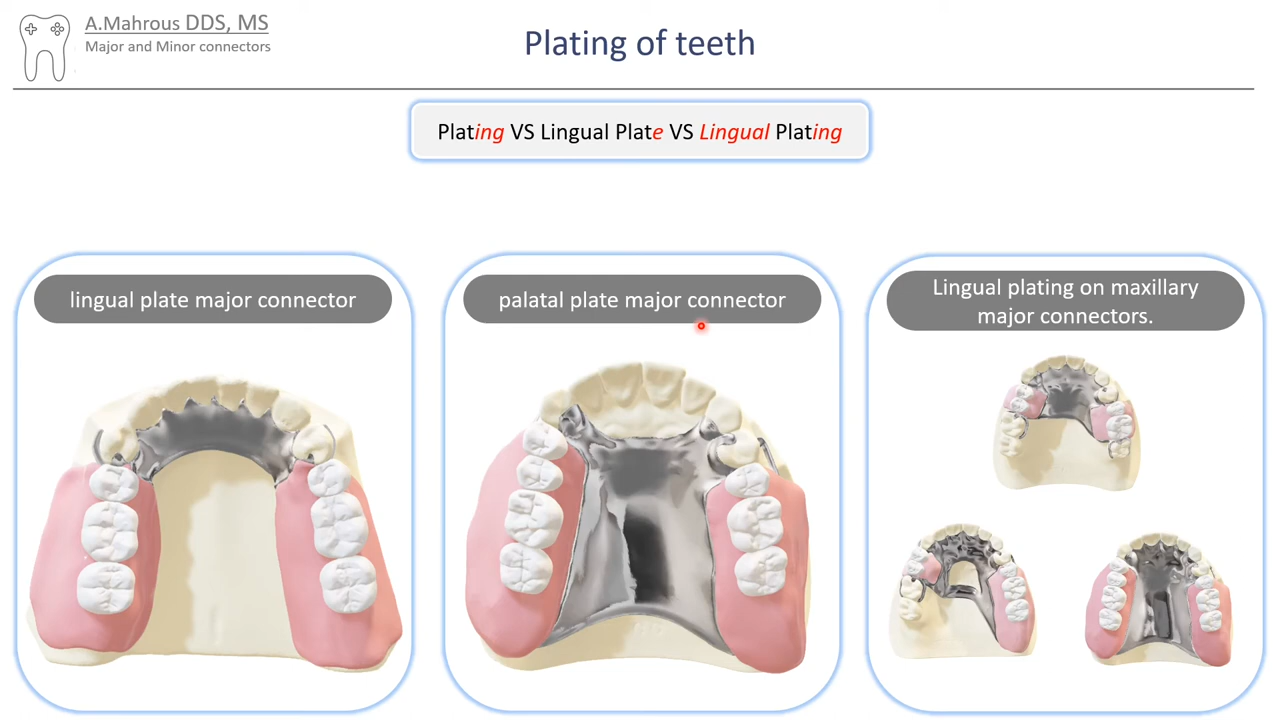 A.Mahrous DDS, MS
Major and Minor connectors
Plating of teeth
Plating VS Lingual Plate VS Lingual Plating
lingual plate major connector
palatal plate major connector
Lingual plating on maxillary
major connectors.